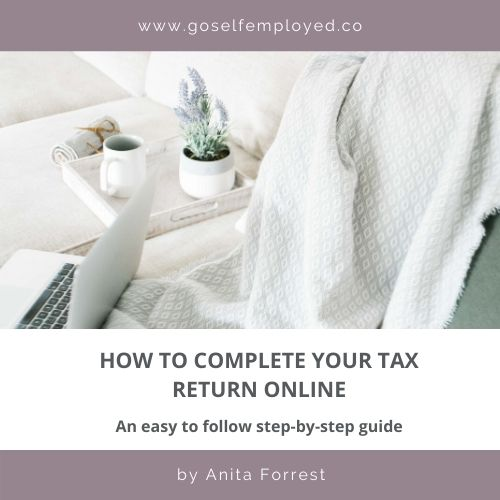 www.goselfemployed.co
HOW TO COMPLETE YOUR TAX
RETURN ONLINE
An easy to follow step-by-step guide
by Anita Forrest